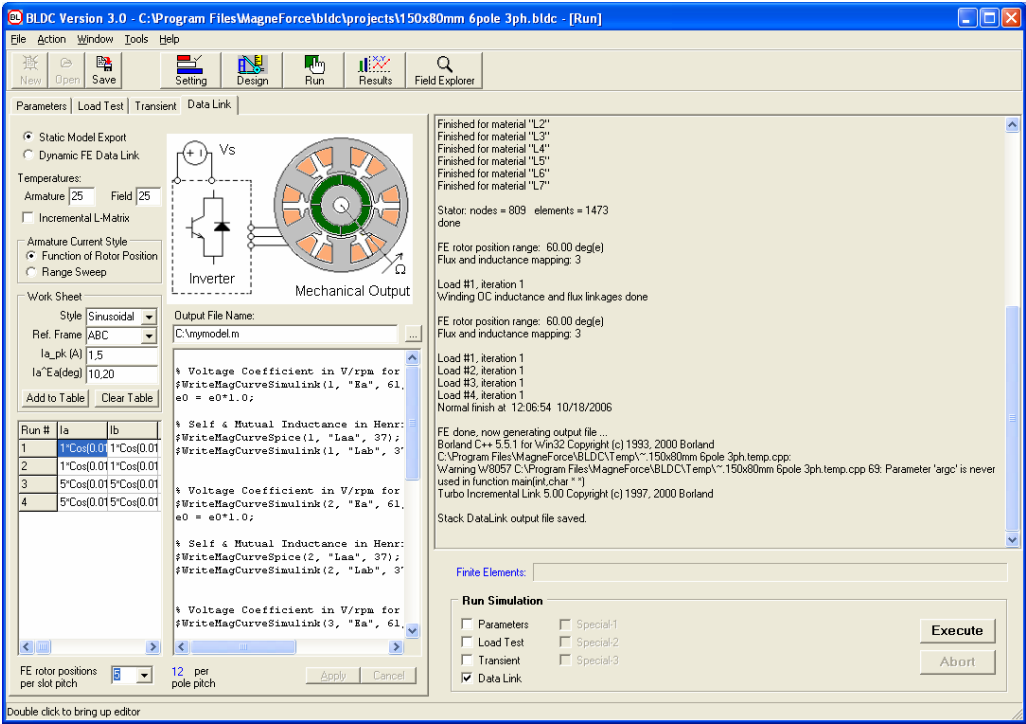 BLDC Version 3.0 - C:\Program Files\MagneForce\bldc\projects\150x80mm 6pole 3ph.bldc - [Run]
File Action Window Tools Help
New Open Save Setting Design Run Results Field Explorer
Parameters Load Test Transient Data Link
Static Model Export
Dynamic FE Data Link
Temperatures:
Armature 25 Field 25
Incremental L-Matrix
Armature Current Style
Function of Rotor Position
Range Sweep
Work Sheet
Style Sinusoidal
Ref. Frame ABC
Ia_pk (A) 1,5
Ia^Ea(deg) 10,20
Add to Table Clear Table
Run # Ia Ib
1 1*Cos(0.01 1*Cos(0.01
2 1*Cos(0.01 1*Cos(0.01
3 5*Cos(0.01 5*Cos(0.01
4 5*Cos(0.01 5*Cos(0.01
FE rotor positions
per slot pitch
5
12 per
pole pitch
Vs
Inverter
Ω
Mechanical Output
Output File Name:
C:\mymodel.m
...
% Voltage Coefficient in V/rpm for
$WriteMagCurveSimulink(1, "Ea", 61,
e0 = e0*1.0;
% Self & Mutual Inductance in Henr
$WriteMagCurveSpice(1, "Laa", 37);
$WriteMagCurveSimulink(1, "Lab", 3
% Voltage Coefficient in V/rpm for
$WriteMagCurveSimulink(2, "Ea", 61,
e0 = e0*1.0;
% Self & Mutual Inductance in Henr
$WriteMagCurveSpice(2, "Laa", 37);
$WriteMagCurveSimulink(2, "Lab", 3
% Voltage Coefficient in V/rpm for
$WriteMagCurveSimulink(3, "Ea", 61,
Apply Cancel
Finished for material "L2"
Finished for material "L3"
Finished for material "L4"
Finished for material "L5"
Finished for material "L6"
Finished for material "L7"
Stator: nodes = 809 elements = 1473
done
FE rotor position range: 60.00 deg(e)
Flux and inductance mapping: 3
Load #1, iteration 1
Winding OC inductance and flux linkages done
FE rotor position range: 60.00 deg(e)
Flux and inductance mapping: 3
Load #1, iteration 1
Load #2, iteration 1
Load #3, iteration 1
Load #4, iteration 1
Normal finish at 12:06:54 10/18/2006
FE done, now generating output file ...
Borland C++ 5.5.1 for Win32 Copyright (c) 1993, 2000 Borland
C:\Program Files\MagneForce\BLDC\Temp\~.150x80mm 6pole 3ph.temp.cpp:
Warning W8057 C:\Program Files\MagneForce\BLDC\Temp\~.150x80mm 6pole 3ph.temp.cpp 69: Parameter 'argc' is never
used in function main(int,char * *)
Turbo Incremental Link 5.00 Copyright (c) 1997, 2000 Borland
Stack DataLink output file saved.
Finite Elements:
Run Simulation
Parameters Special-1
Load Test Special-2
Transient Special-3
Data Link
Execute
Abort
Double click to bring up editor